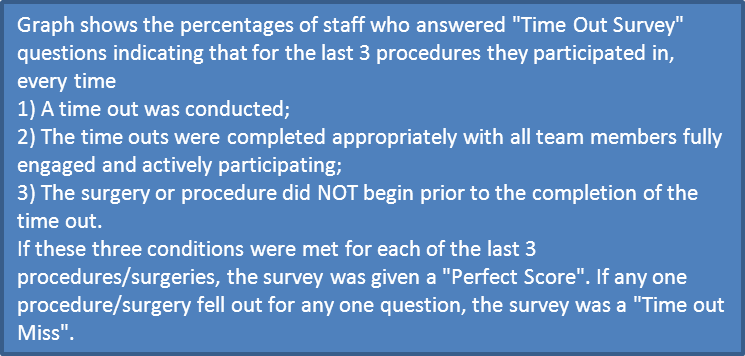 Graph shows the percentages of staff who answered "Time Out Survey"
questions indicating that for the last 3 procedures they participated in,
every time
1) A time out was conducted;
2) The time outs were completed appropriately with all team members fully
engaged and actively participating;
3) The surgery or procedure did NOT begin prior to the completion of the
time out.
If these three conditions were met for each of the last 3
procedures/surgeries, the survey was given a "Perfect Score". If any one
procedure/surgery fell out for any one question, the survey was a "Time out
Miss".